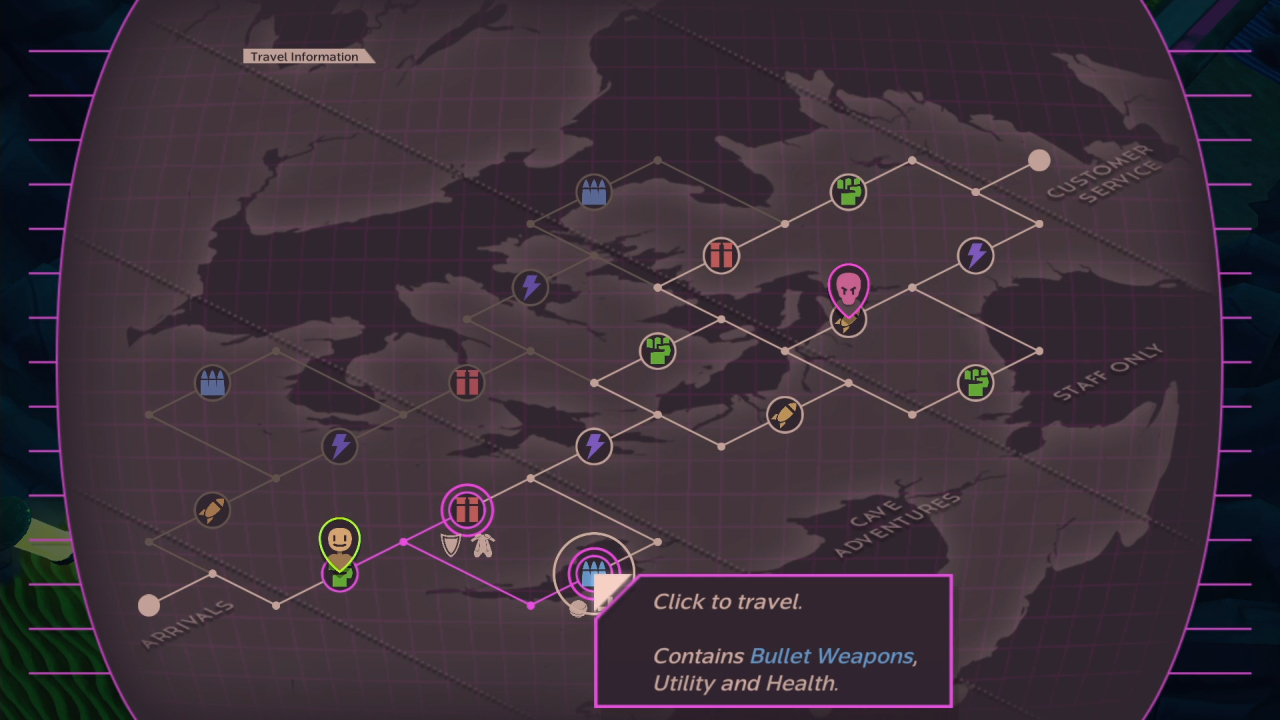 Travel Information
CUSTOMER
SERVICE
STAFF ONLY
CAVE
ADVENTURES
ARRIVALS
Click to travel.
Contains Bullet Weapons,
Utility and Health.